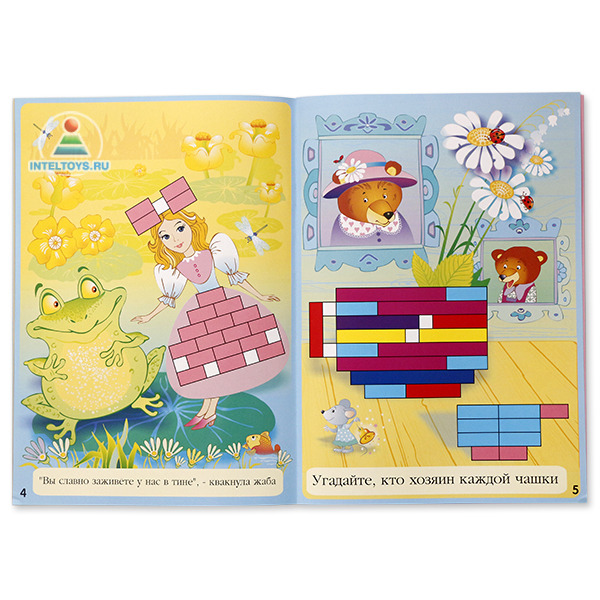 INTELTOYS.RU
"Вы славно заживете у нас в тине", - квакнула жаба
4
Угадайте, кто хозяин каждой чашки
5